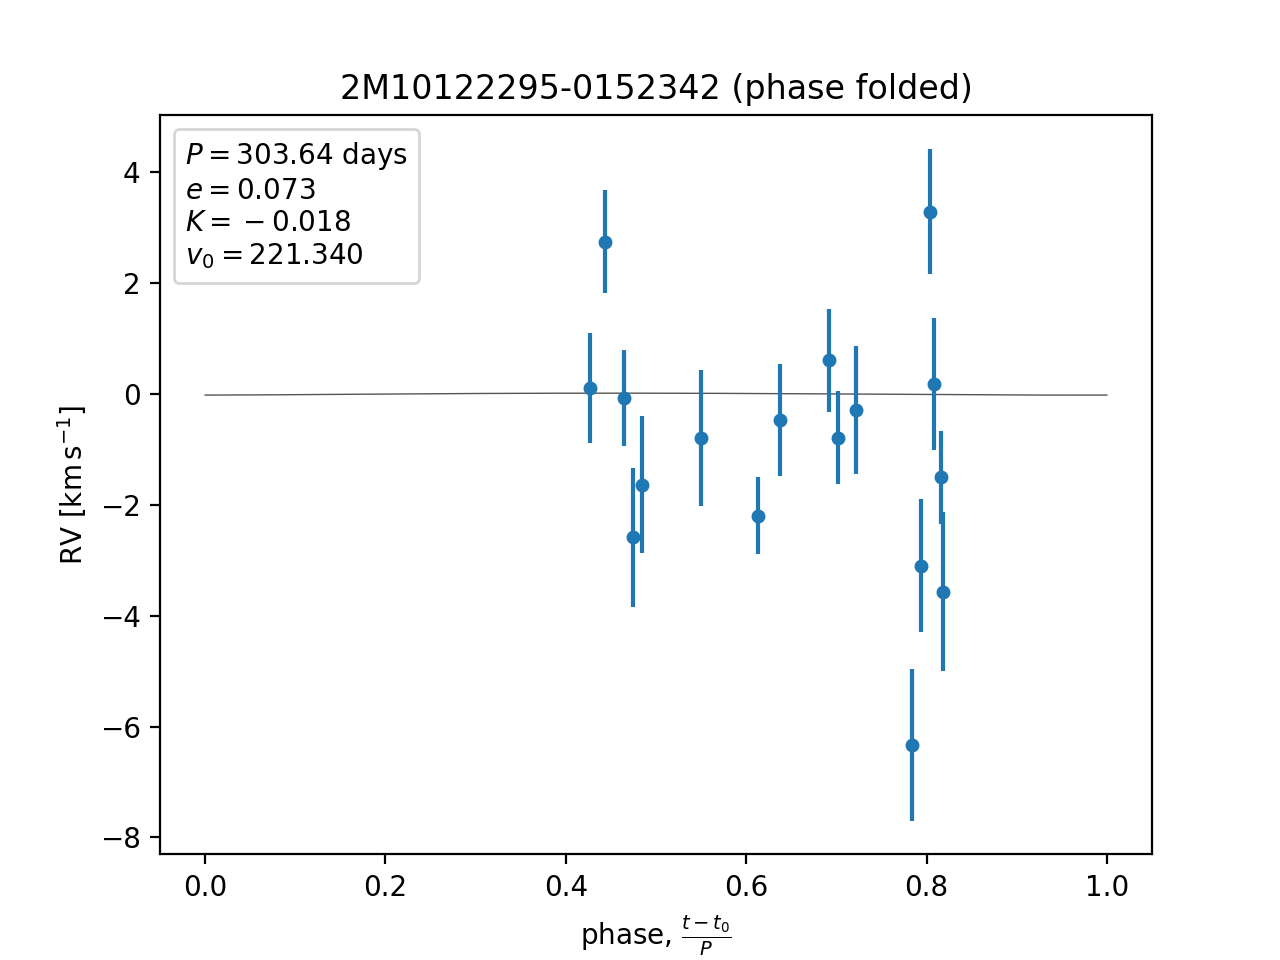 2M10122295-0152342 (phase folded)
P = 303.64 days
e = 0.073
K = −0.018
v₀ = 221.340
4
2
0
−2
−4
−6
−8
RV [km s⁻¹]
0.0 0.2 0.4 0.6 0.8 1.0
phase, (t − t₀)/P